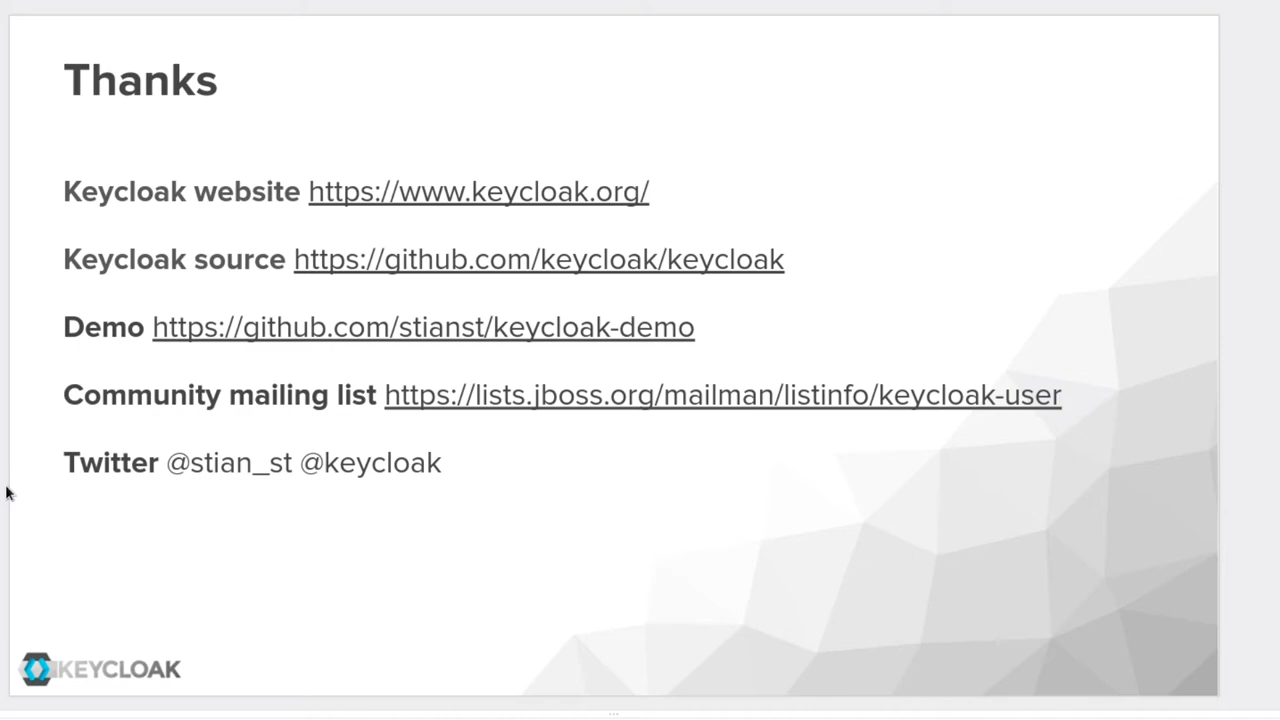 Thanks
Keycloak website https://www.keycloak.org/
Keycloak source https://github.com/keycloak/keycloak
Demo https://github.com/stianst/keycloak-demo
Community mailing list https://lists.jboss.org/mailman/listinfo/keycloak-user
Twitter @stian_st @keycloak
KEYCLOAK